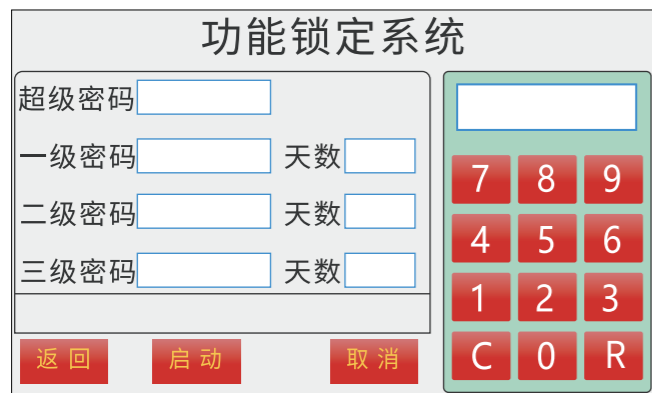 功能锁定系统
超级密码
一级密码 天数
二级密码 天数
三级密码 天数
返回 启动 取消
7 8 9
4 5 6
1 2 3
C 0 R